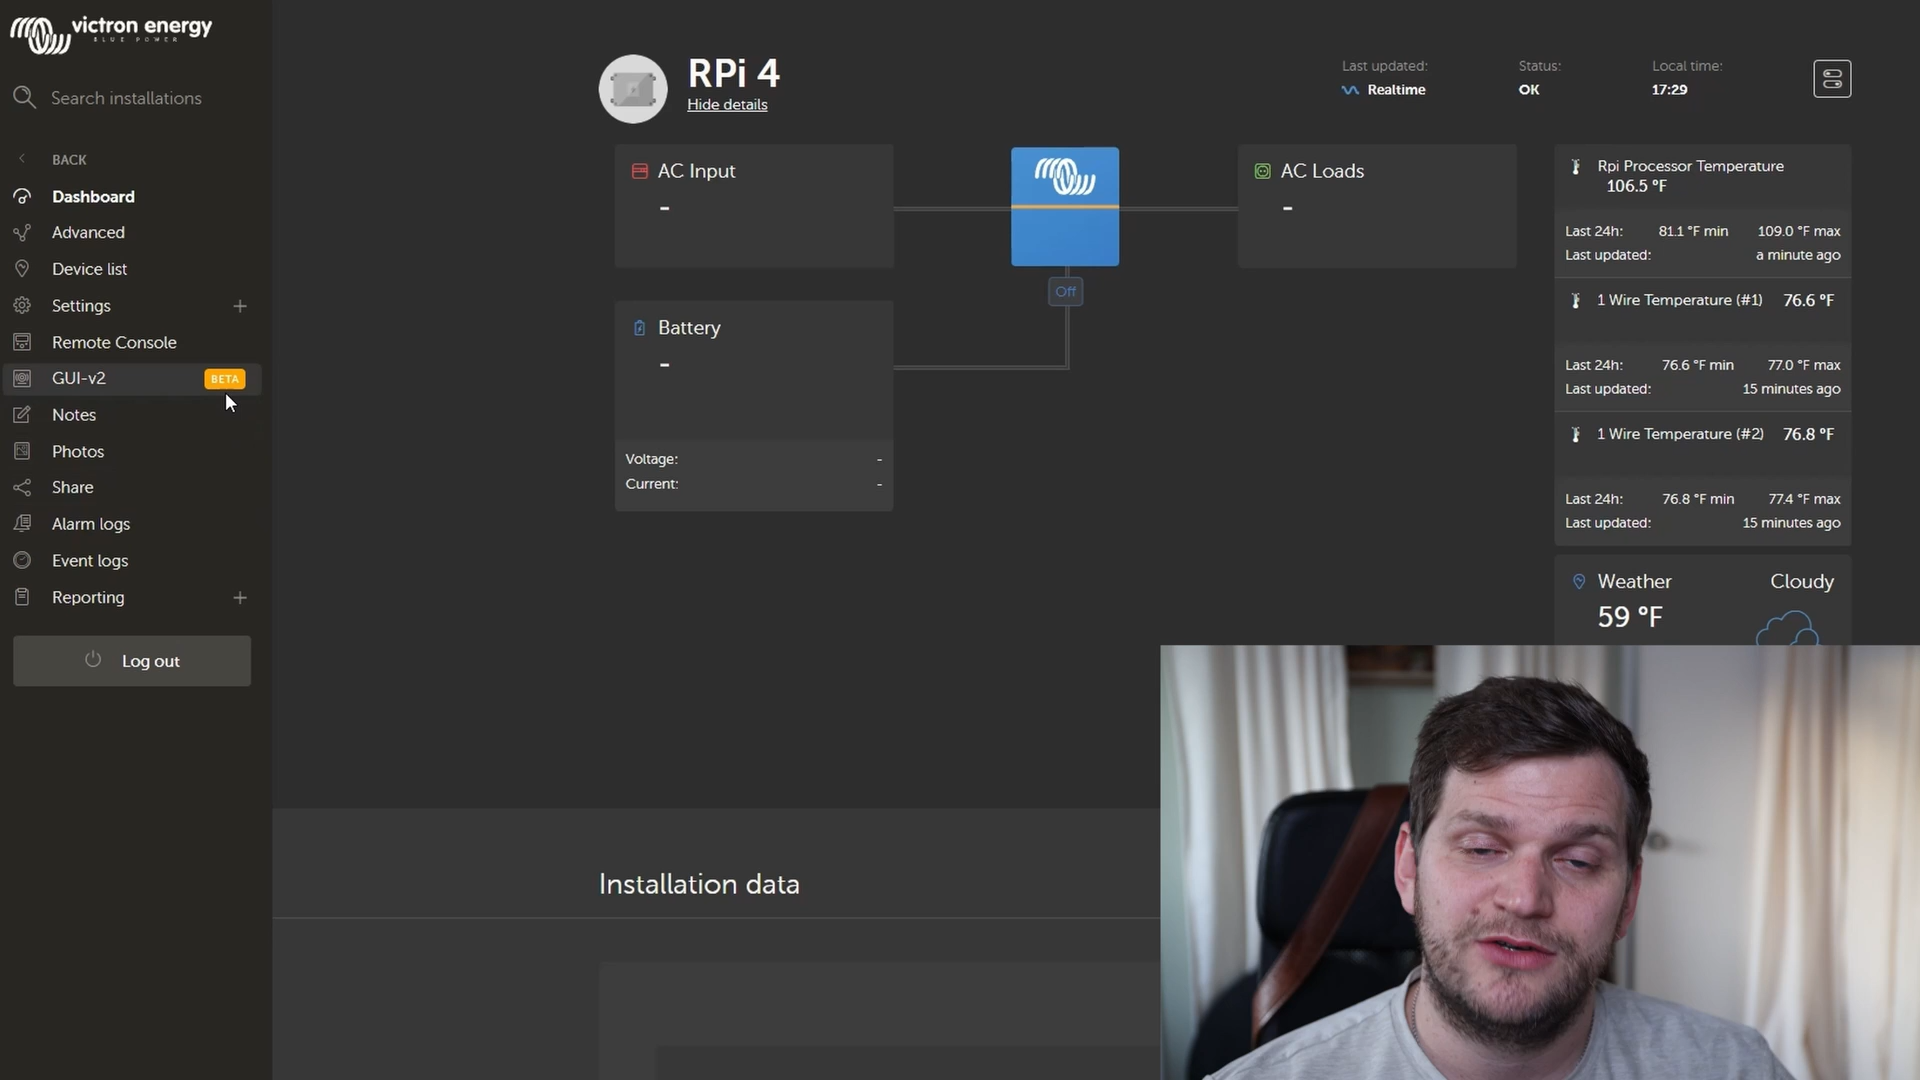 victron energy
BLUE POWER
Search installations
BACK
Dashboard
Advanced
Device list
Settings
Remote Console
GUI-v2 BETA
Notes
Photos
Share
Alarm logs
Event logs
Reporting
Log out
RPi 4
Hide details
Last updated:
Realtime
Status:
OK
Local time:
17:29
AC Input
-
AC Loads
-
Off
Battery
-
Voltage: -
Current: -
Rpi Processor Temperature
106.5 °F
Last 24h: 81.1 °F min 109.0 °F max
Last updated: a minute ago
1 Wire Temperature (#1) 76.6 °F
Last 24h: 76.6 °F min 77.0 °F max
Last updated: 15 minutes ago
1 Wire Temperature (#2) 76.8 °F
Last 24h: 76.8 °F min 77.4 °F max
Last updated: 15 minutes ago
Weather Cloudy
59 °F
Installation data